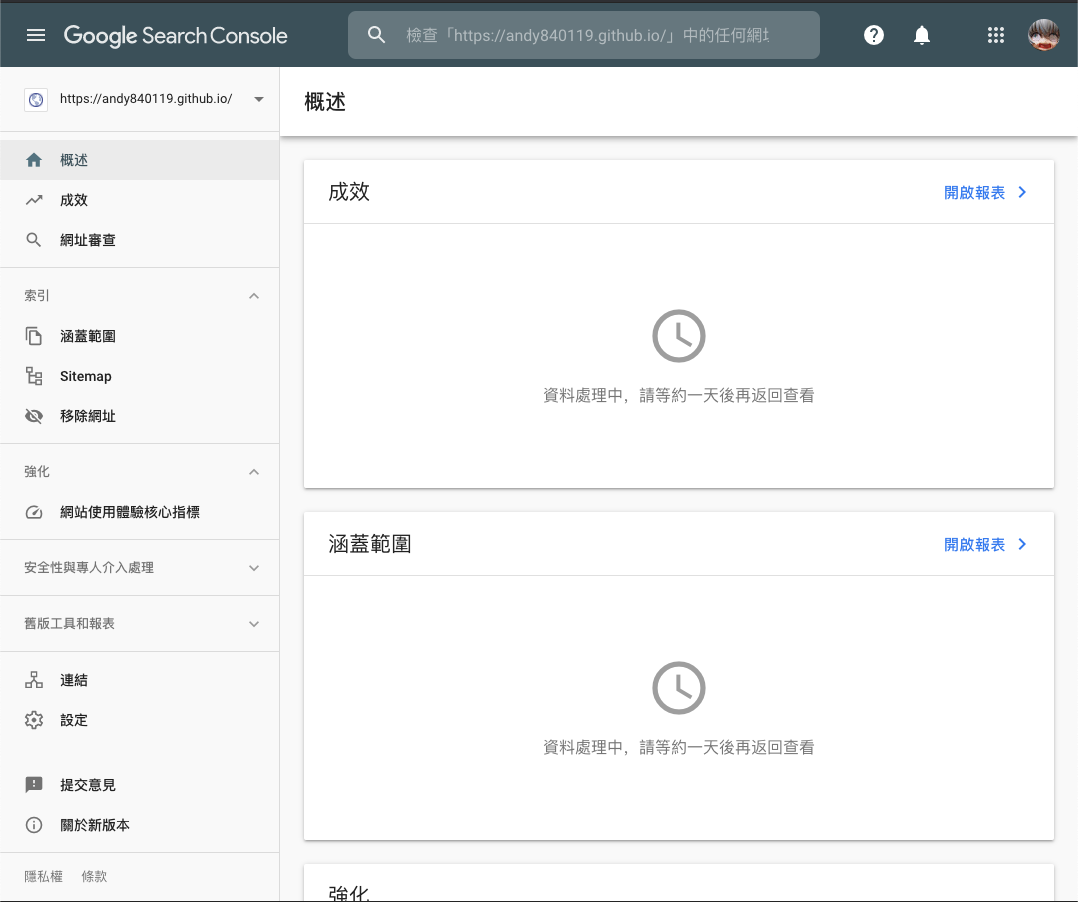 Google Search Console
檢查「https://andy840119.github.io/」中的任何網
https://andy840119.github.io/
概述
概述
成效
網址審查
索引
涵蓋範圍
Sitemap
移除網址
強化
網站使用體驗核心指標
安全性與專人介入處理
舊版工具和報表
連結
設定
提交意見
關於新版本
隱私權 條款
成效
開啟報表
資料處理中，請等約一天後再返回查看
涵蓋範圍
開啟報表
資料處理中，請等約一天後再返回查看
強化